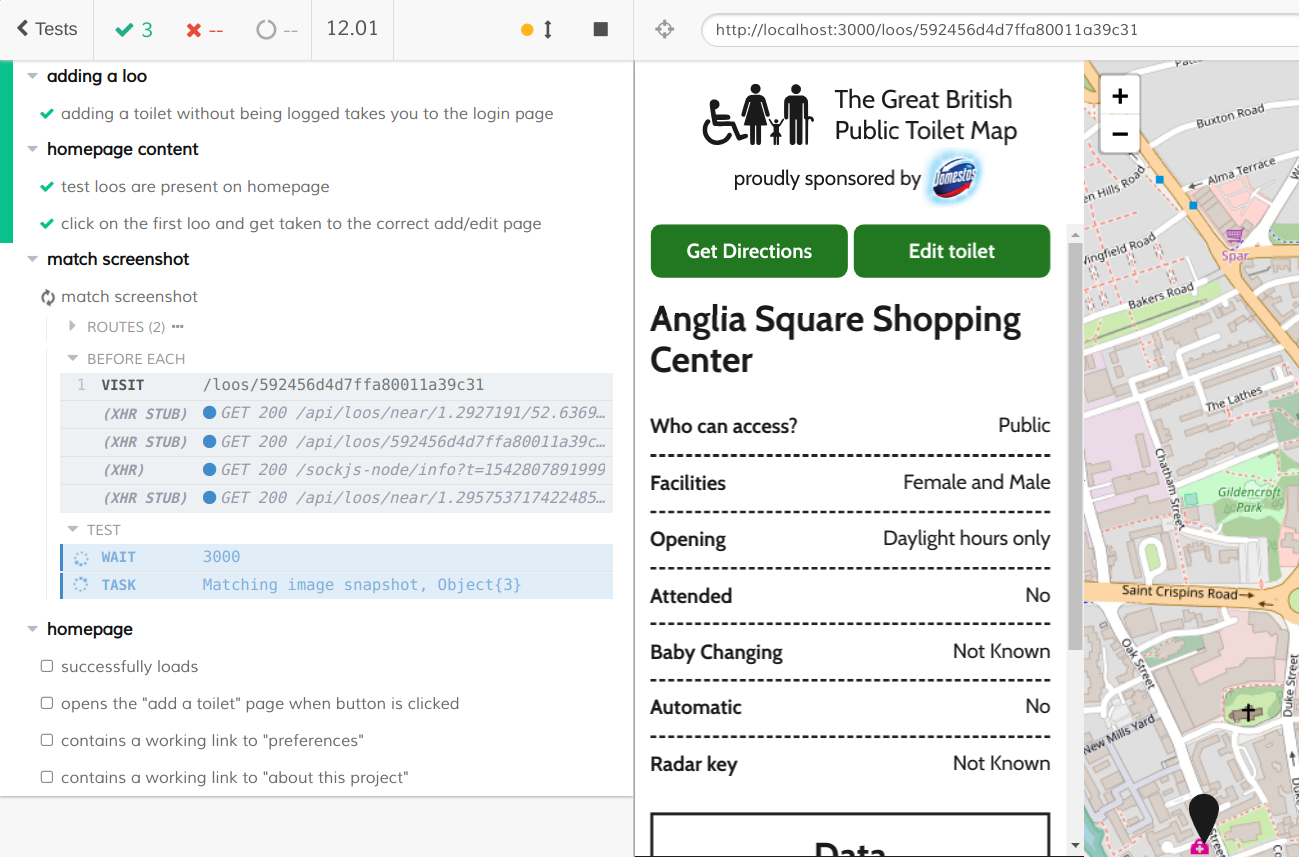 Tests
3
--
--
12.01
http://localhost:3000/loos/592456d4d7ffa80011a39c31
adding a loo
adding a toilet without being logged takes you to the login page
homepage content
test loos are present on homepage
click on the first loo and get taken to the correct add/edit page
match screenshot
match screenshot
ROUTES (2) •••
BEFORE EACH
1 VISIT /loos/592456d4d7ffa80011a39c31
(XHR STUB) GET 200 /api/loos/near/1.2927191/52.6369…
(XHR STUB) GET 200 /api/loos/592456d4d7ffa80011a39c…
(XHR) GET 200 /sockjs-node/info?t=1542807891999
(XHR STUB) GET 200 /api/loos/near/1.295753717422485…
TEST
WAIT 3000
TASK Matching image snapshot, Object{3}
homepage
successfully loads
opens the "add a toilet" page when button is clicked
contains a working link to "preferences"
contains a working link to "about this project"
The Great British
Public Toilet Map
proudly sponsored by Domestos
Get Directions
Edit toilet
Anglia Square Shopping
Center
Who can access? Public
Facilities Female and Male
Opening Daylight hours only
Attended No
Baby Changing Not Known
Automatic No
Radar key Not Known
Data
+
−
Buxton Road
Alma Terrace
en Hills Road
Spar
Wingfield Road
Bakers Road
The Lathes
Chatham Street
Gildencroft
Park
Saint Crispins Road
Oak Street
Duke Street
New Mills Yard